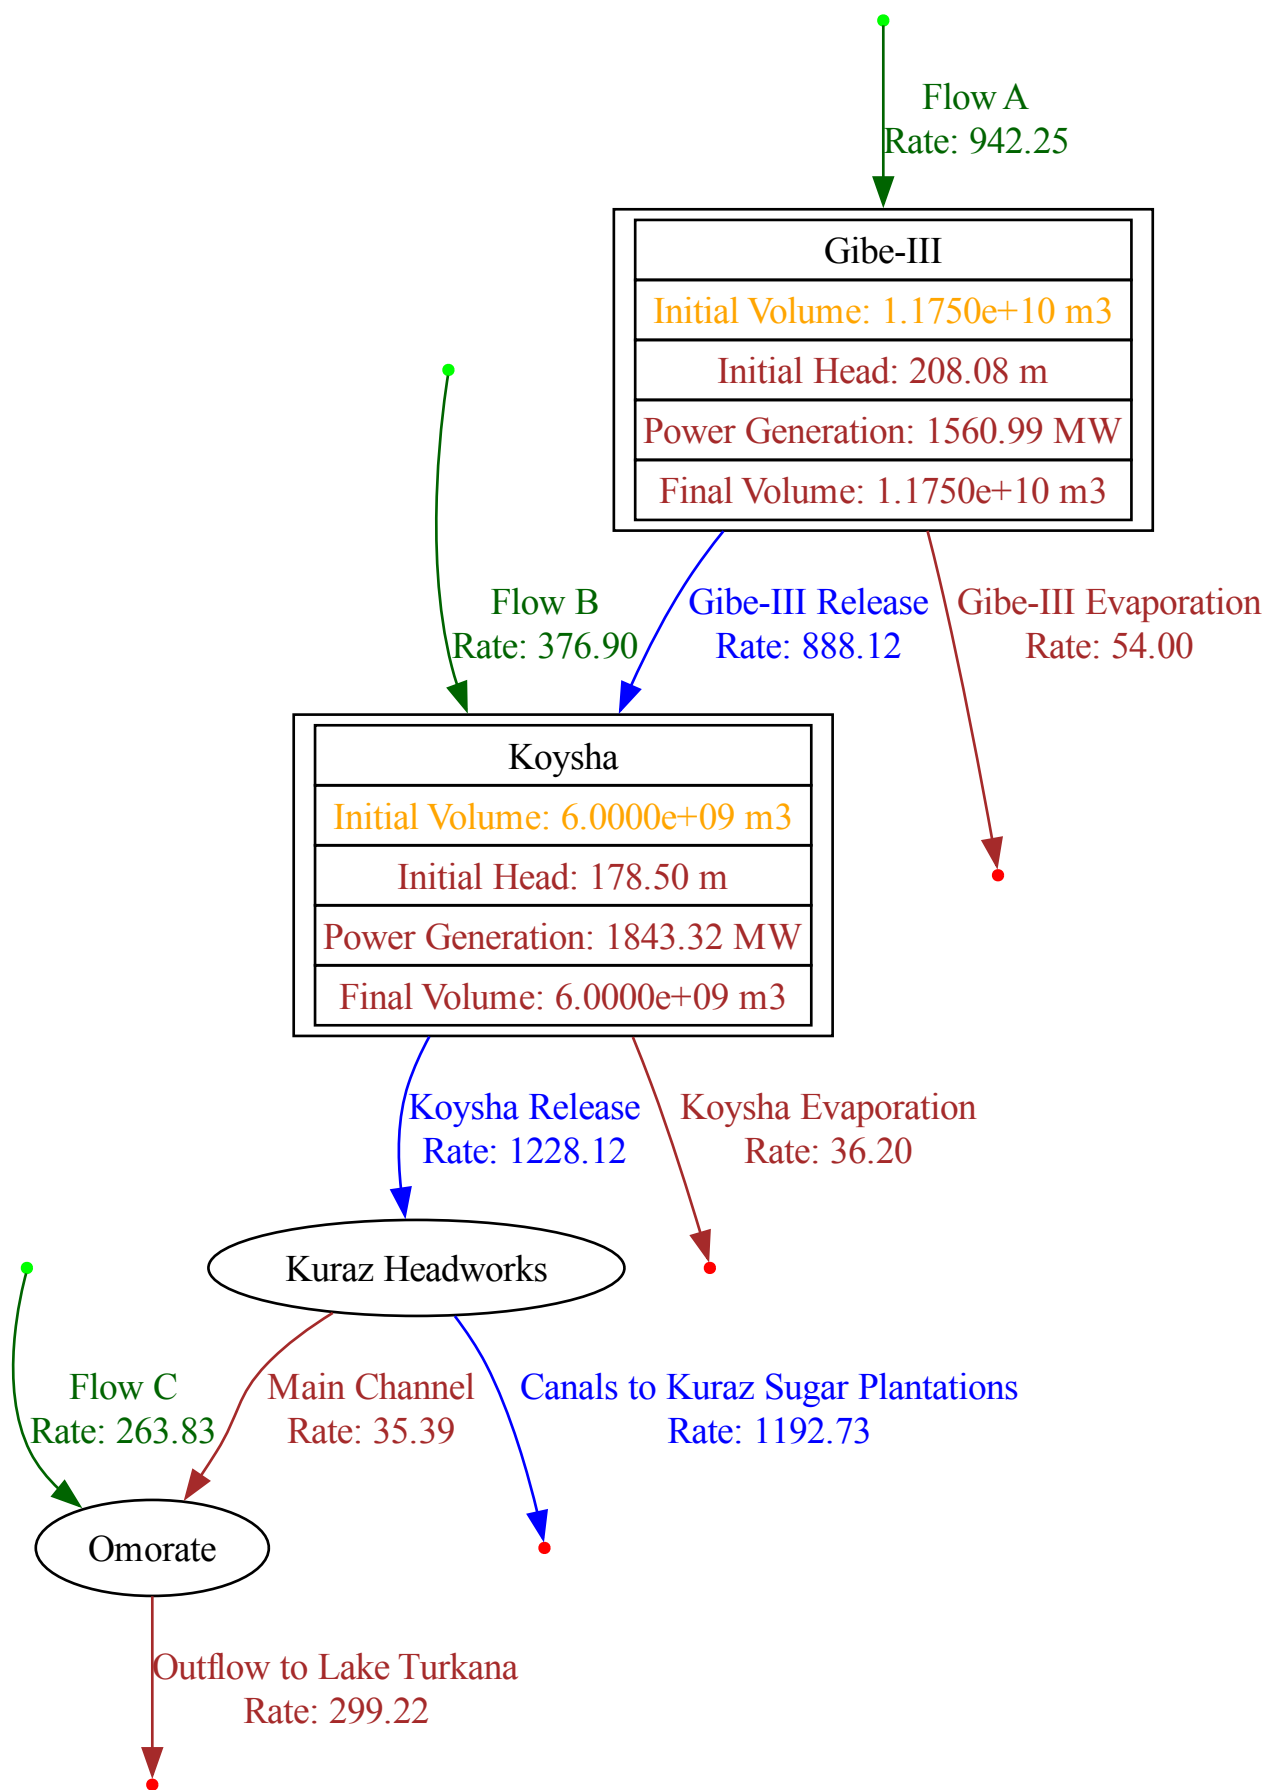 Flow A
Rate: 942.25
Gibe-III
Initial Volume: 1.1750e+10 m3
Initial Head: 208.08 m
Power Generation: 1560.99 MW
Final Volume: 1.1750e+10 m3
Flow B
Rate: 376.90
Gibe-III Release
Rate: 888.12
Gibe-III Evaporation
Rate: 54.00
Koysha
Initial Volume: 6.0000e+09 m3
Initial Head: 178.50 m
Power Generation: 1843.32 MW
Final Volume: 6.0000e+09 m3
Koysha Release
Rate: 1228.12
Koysha Evaporation
Rate: 36.20
Kuraz Headworks
Flow C
Rate: 263.83
Main Channel
Rate: 35.39
Canals to Kuraz Sugar Plantations
Rate: 1192.73
Omorate
Outflow to Lake Turkana
Rate: 299.22